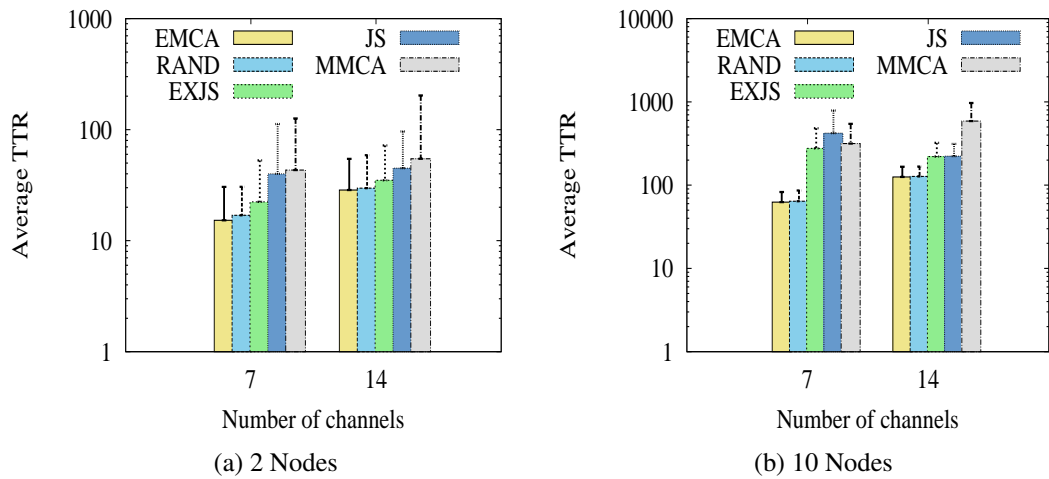 1000
100
10
1
Average TTR
EMCA
RAND
EXJS
JS
MMCA
7
14
Number of channels
(a) 2 Nodes
10000
1000
100
10
1
Average TTR
EMCA
RAND
EXJS
JS
MMCA
7
14
Number of channels
(b) 10 Nodes